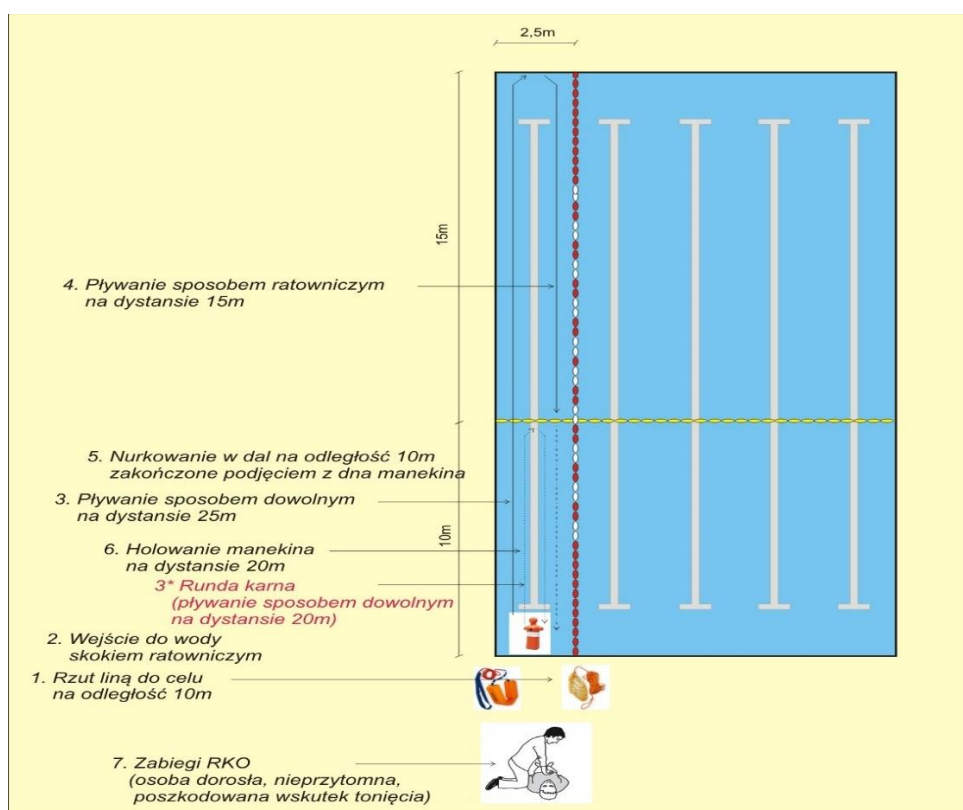 2,5m
15m
4. Pływanie sposobem ratowniczym
na dystansie 15m
5. Nurkowanie w dal na odległość 10m
zakończone podjęciem z dna manekina
3. Pływanie sposobem dowolnym
na dystansie 25m
10m
6. Holowanie manekina
na dystansie 20m
3* Runda karna
(pływanie sposobem dowolnym
na dystansie 20m)
2. Wejście do wody
skokiem ratowniczym
1. Rzut liną do celu
na odległość 10m
7. Zabiegi RKO
(osoba dorosła, nieprzytomna,
poszkodowana wskutek tonięcia)